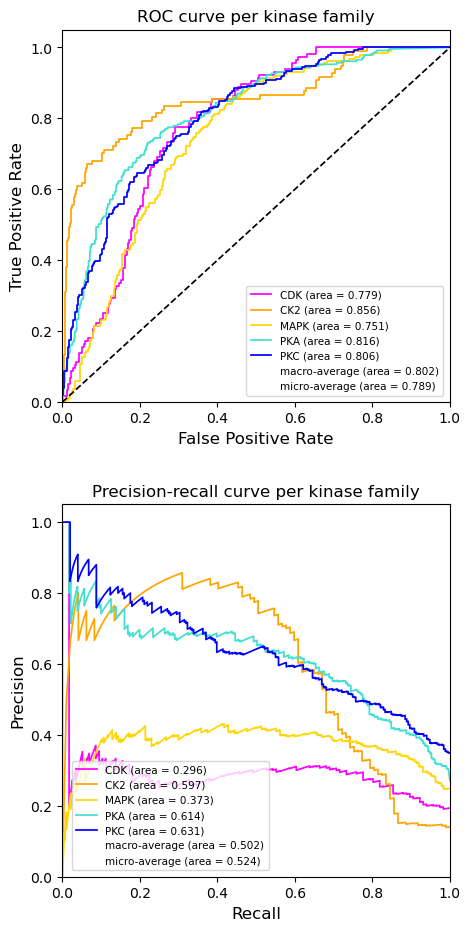 ROC curve per kinase family
True Positive Rate
1.0
0.8
0.6
0.4
0.2
0.0
CDK (area = 0.779)
CK2 (area = 0.856)
MAPK (area = 0.751)
PKA (area = 0.816)
PKC (area = 0.806)
macro-average (area = 0.802)
micro-average (area = 0.789)
0.0 0.2 0.4 0.6 0.8 1.0
False Positive Rate
Precision-recall curve per kinase family
Precision
1.0
0.8
0.6
0.4
0.2
0.0
CDK (area = 0.296)
CK2 (area = 0.597)
MAPK (area = 0.373)
PKA (area = 0.614)
PKC (area = 0.631)
macro-average (area = 0.502)
micro-average (area = 0.524)
0.0 0.2 0.4 0.6 0.8 1.0
Recall